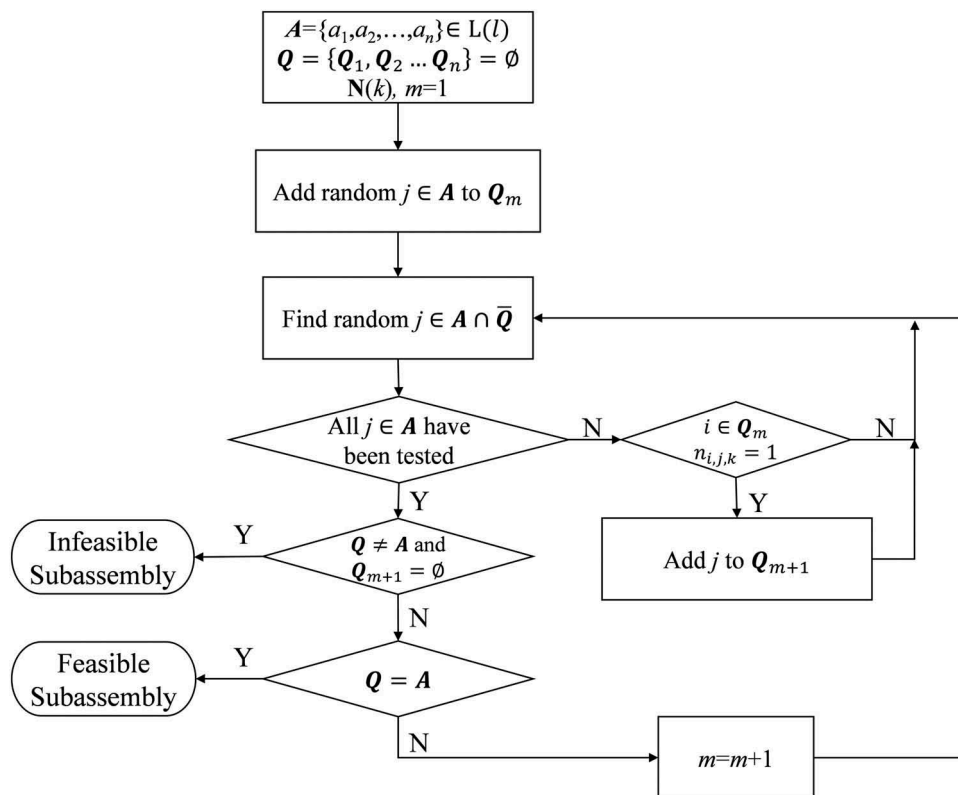 A={a₁,a₂,…,aₙ}∈ L(l)
Q = {Q₁, Q₂ … Qₙ} = ∅
N(k), m=1
Add random j ∈ A to Qₘ
Find random j ∈ A ∩ Q̅
All j ∈ A have
been tested
N
i ∈ Qₘ
nᵢ,ⱼ,ₖ = 1
N
Y
Y
Add j to Qₘ₊₁
Q ≠ A and
Qₘ₊₁ = ∅
Y
Infeasible
Subassembly
N
Q = A
Y
Feasible
Subassembly
N
m=m+1